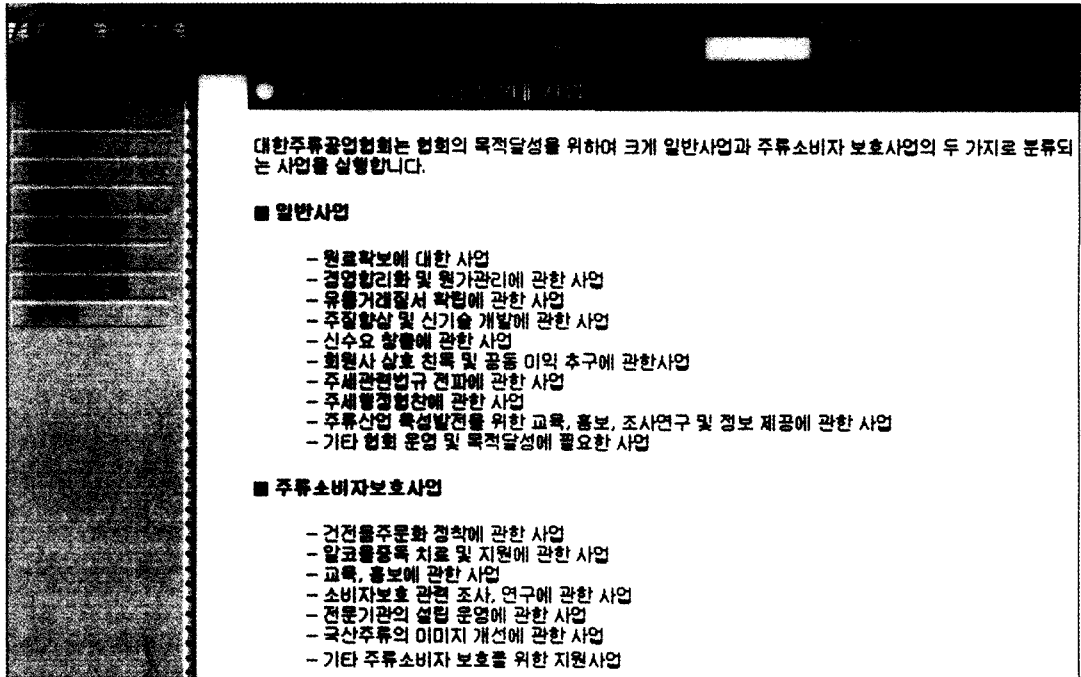 대한주류공업협회는 협회의 목적달성을 위하여 크게 일반사업과 주류소비자 보호사업의 두 가지로 분류되
는 사업을 실행합니다.
■ 일반사업
– 원료확보에 대한 사업
– 경영합리화 및 원가관리에 관한 사업
– 유통거래질서 확립에 관한 사업
– 주질향상 및 신기술 개발에 관한 사업
– 신수요 창출에 관한 사업
– 회원사 상호 친목 및 공동 이익 추구에 관한사업
– 주세관련법규 전파에 관한 사업
– 주세행정협찬에 관한 사업
– 주류산업 육성발전을 위한 교육, 홍보, 조사연구 및 정보 제공에 관한 사업
– 기타 협회 운영 및 목적달성에 필요한 사업
■ 주류소비자보호사업
– 건전음주문화 정착에 관한 사업
– 알코올중독 치료 및 지원에 관한 사업
– 교육, 홍보에 관한 사업
– 소비자보호 관련 조사, 연구에 관한 사업
– 전문기관의 설립 운영에 관한 사업
– 국산주류의 이미지 개선에 관한 사업
– 기타 주류소비자 보호를 위한 지원사업